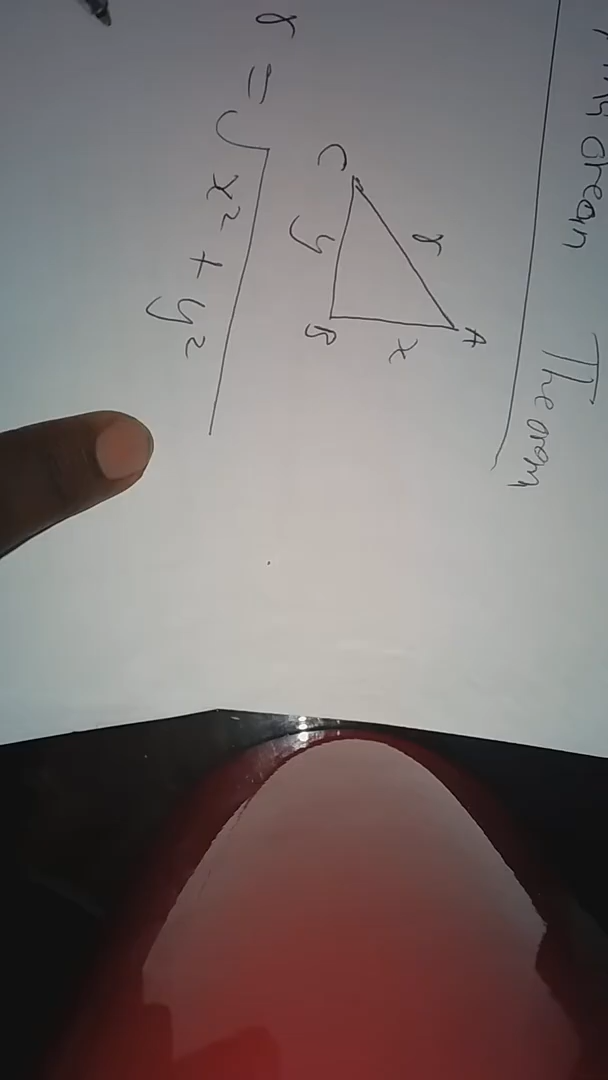 Theorem
A
r
x
C
y
B
r = √x² + y²